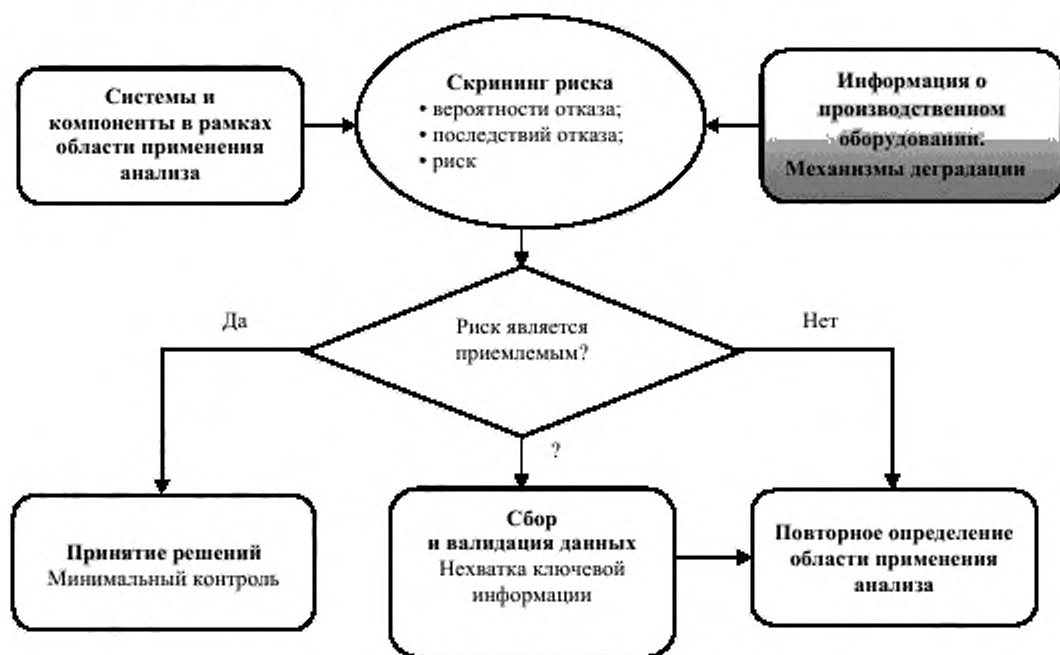 Системы и
компоненты в рамках
области применения
анализа
Скрининг риска
• вероятности отказа;
• последствий отказа;
• риск
Информация о
производственном
оборудовании.
Механизмы деградации
Да
Риск является
приемлемым?
Нет
?
Принятие решений
Минимальный контроль
Сбор
и валидация данных
Нехватка ключевой
информации
Повторное определение
области применения
анализа